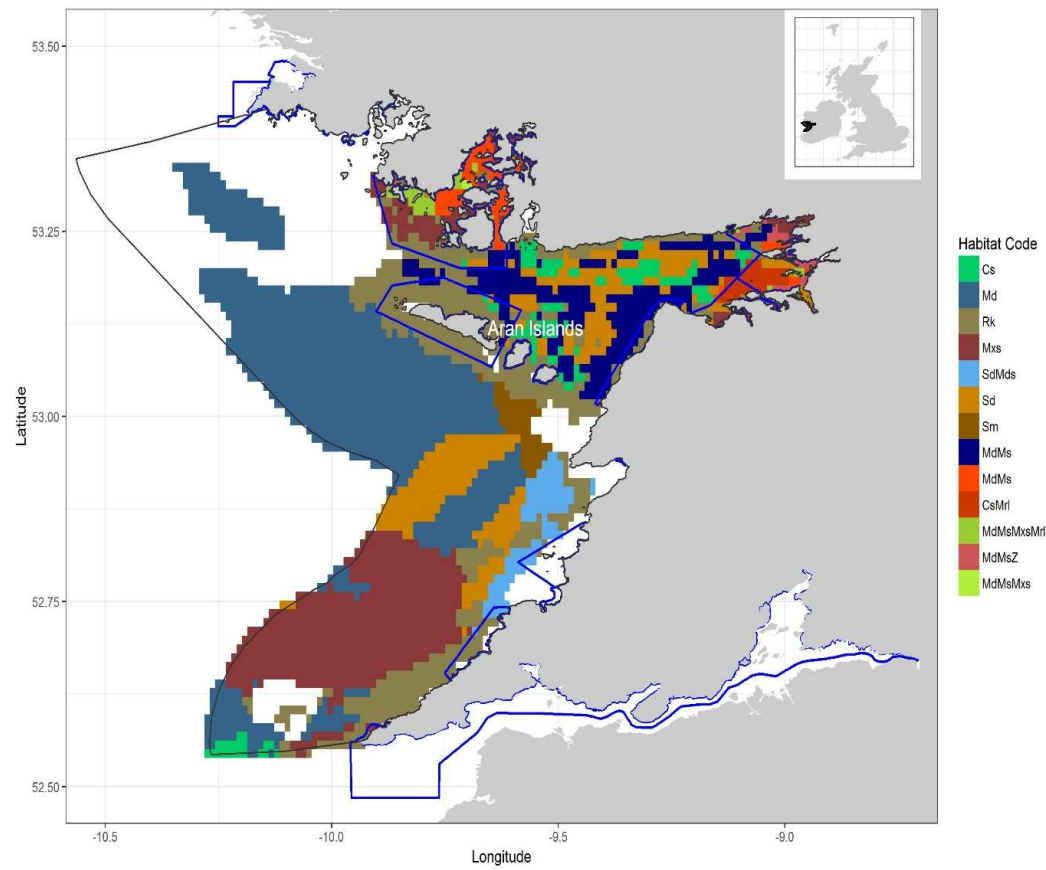 53.50
53.25
53.00
52.75
52.50
Latitude
-10.5
-10.0
-9.5
-9.0
Longitude
Aran Islands
Habitat Code
Cs
Md
Rk
Mxs
SdMds
Sd
Sm
MdMs
MdMs
CsMrl
MdMsMxsMrl
MdMsZ
MdMsMxs